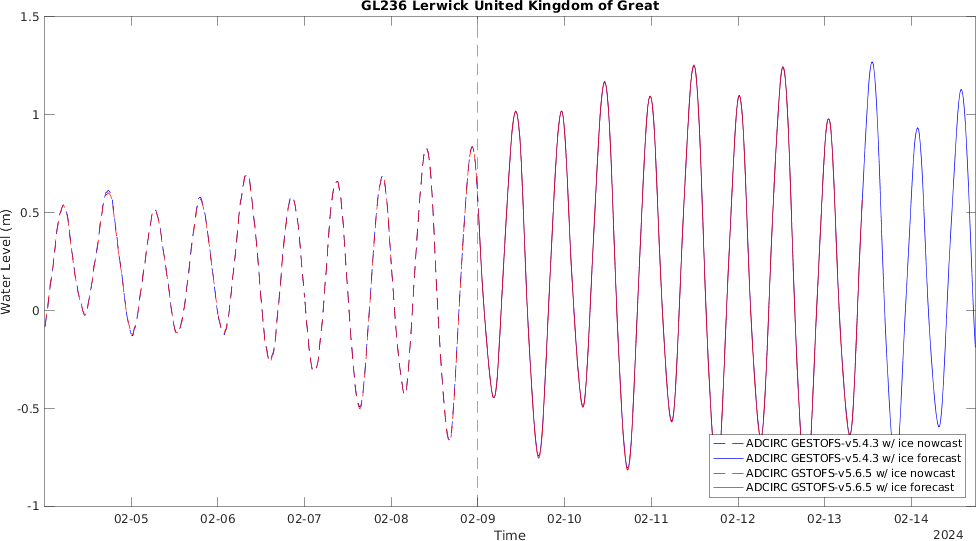 GL236 Lerwick United Kingdom of Great
1.5
1
0.5
0
-0.5
-1
Water Level (m)
ADCIRC GESTOFS-v5.4.3 w/ ice nowcast
ADCIRC GESTOFS-v5.4.3 w/ ice forecast
ADCIRC GSTOFS-v5.6.5 w/ ice nowcast
ADCIRC GSTOFS-v5.6.5 w/ ice forecast
02-05 02-06 02-07 02-08 02-09 02-10 02-11 02-12 02-13 02-14
Time
2024